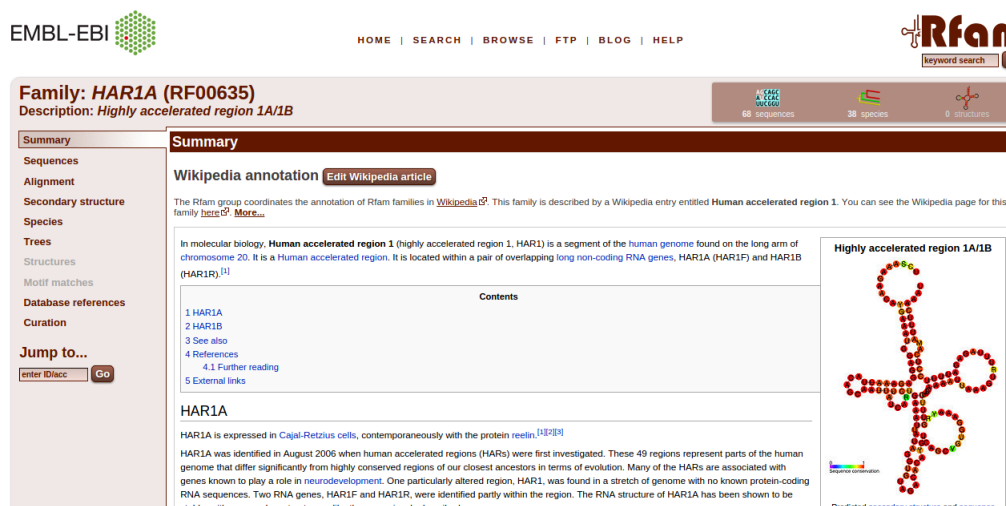 EMBL-EBI
HOME | SEARCH | BROWSE | FTP | BLOG | HELP
Rfam
keyword search
Family: HAR1A (RF00635)
Description: Highly accelerated region 1A/1B
68 sequences
38 species
0 structures
Summary
Sequences
Alignment
Secondary structure
Species
Trees
Structures
Motif matches
Database references
Curation
Jump to...
enter ID/acc Go
Summary
Wikipedia annotation Edit Wikipedia article
The Rfam group coordinates the annotation of Rfam families in Wikipedia. This family is described by a Wikipedia entry entitled Human accelerated region 1. You can see the Wikipedia page for this
family here. More...
In molecular biology, Human accelerated region 1 (highly accelerated region 1, HAR1) is a segment of the human genome found on the long arm of
chromosome 20. It is a Human accelerated region. It is located within a pair of overlapping long non-coding RNA genes, HAR1A (HAR1F) and HAR1B
(HAR1R).[1]
Contents
1 HAR1A
2 HAR1B
3 See also
4 References
4.1 Further reading
5 External links
HAR1A
HAR1A is expressed in Cajal-Retzius cells, contemporaneously with the protein reelin.[1][2][3]
HAR1A was identified in August 2006 when human accelerated regions (HARs) were first investigated. These 49 regions represent parts of the human
genome that differ significantly from highly conserved regions of our closest ancestors in terms of evolution. Many of the HARs are associated with
genes known to play a role in neurodevelopment. One particularly altered region, HAR1, was found in a stretch of genome with no known protein-coding
RNA sequences. Two RNA genes, HAR1F and HAR1R, were identified partly within the region. The RNA structure of HAR1A has been shown to be
Highly accelerated region 1A/1B
Sequence conservation